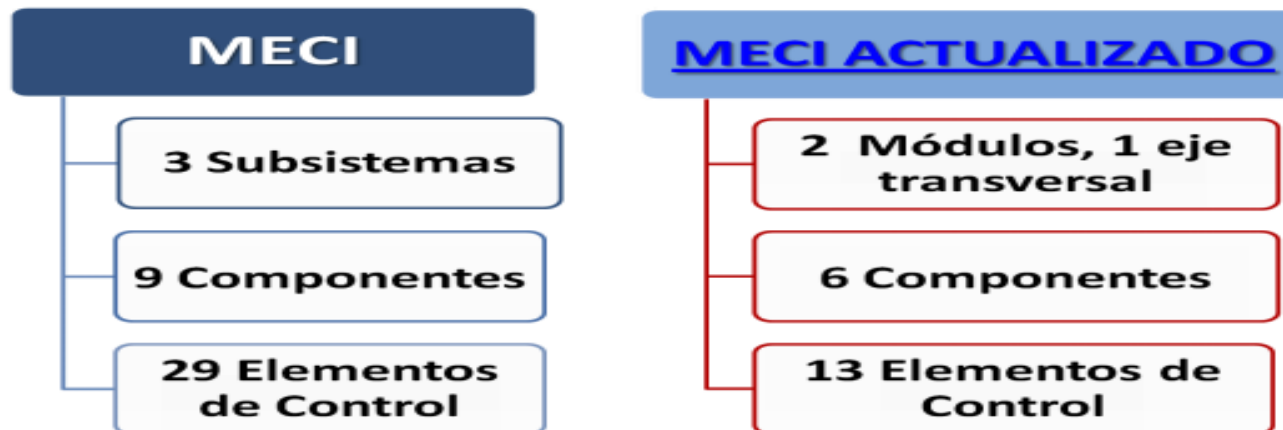 MECI
3 Subsistemas
9 Componentes
29 Elementos
de Control
MECI ACTUALIZADO
2 Módulos, 1 eje
transversal
6 Componentes
13 Elementos de
Control